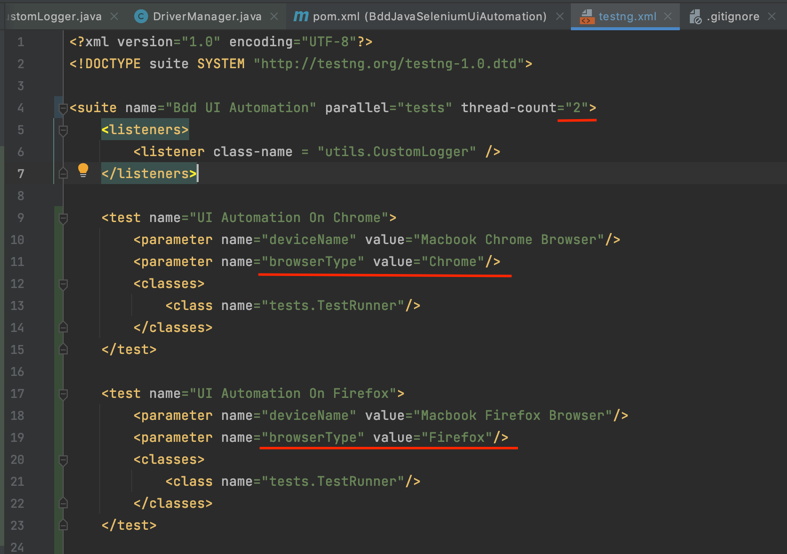 stomLogger.java DriverManager.java pom.xml (BddJavaSeleniumUiAutomation) testng.xml .gitignore
1 <?xml version="1.0" encoding="UTF-8"?>
2 <!DOCTYPE suite SYSTEM "http://testng.org/testng-1.0.dtd">
3
4 <suite name="Bdd UI Automation" parallel="tests" thread-count="2">
5 <listeners>
6 <listener class-name = "utils.CustomLogger" />
7 </listeners>
8
9 <test name="UI Automation On Chrome">
10 <parameter name="deviceName" value="Macbook Chrome Browser"/>
11 <parameter name="browserType" value="Chrome"/>
12 <classes>
13 <class name="tests.TestRunner"/>
14 </classes>
15 </test>
16
17 <test name="UI Automation On Firefox">
18 <parameter name="deviceName" value="Macbook Firefox Browser"/>
19 <parameter name="browserType" value="Firefox"/>
20 <classes>
21 <class name="tests.TestRunner"/>
22 </classes>
23 </test>
24